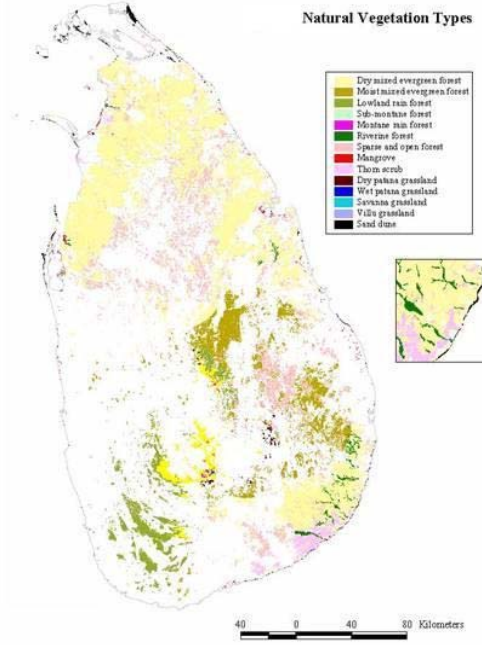 Natural Vegetation Types
Dry mixed evergreen forest
Moist mixed evergreen forest
Lowland rain forest
Sub-montane forest
Montane rain forest
Riverine forest
Sparse and open forest
Mangrove
Thorn scrub
Dry patana grassland
Wet patana grassland
Savanna grassland
Villu grassland
Sand dune
40 0 40 80 Kilometers